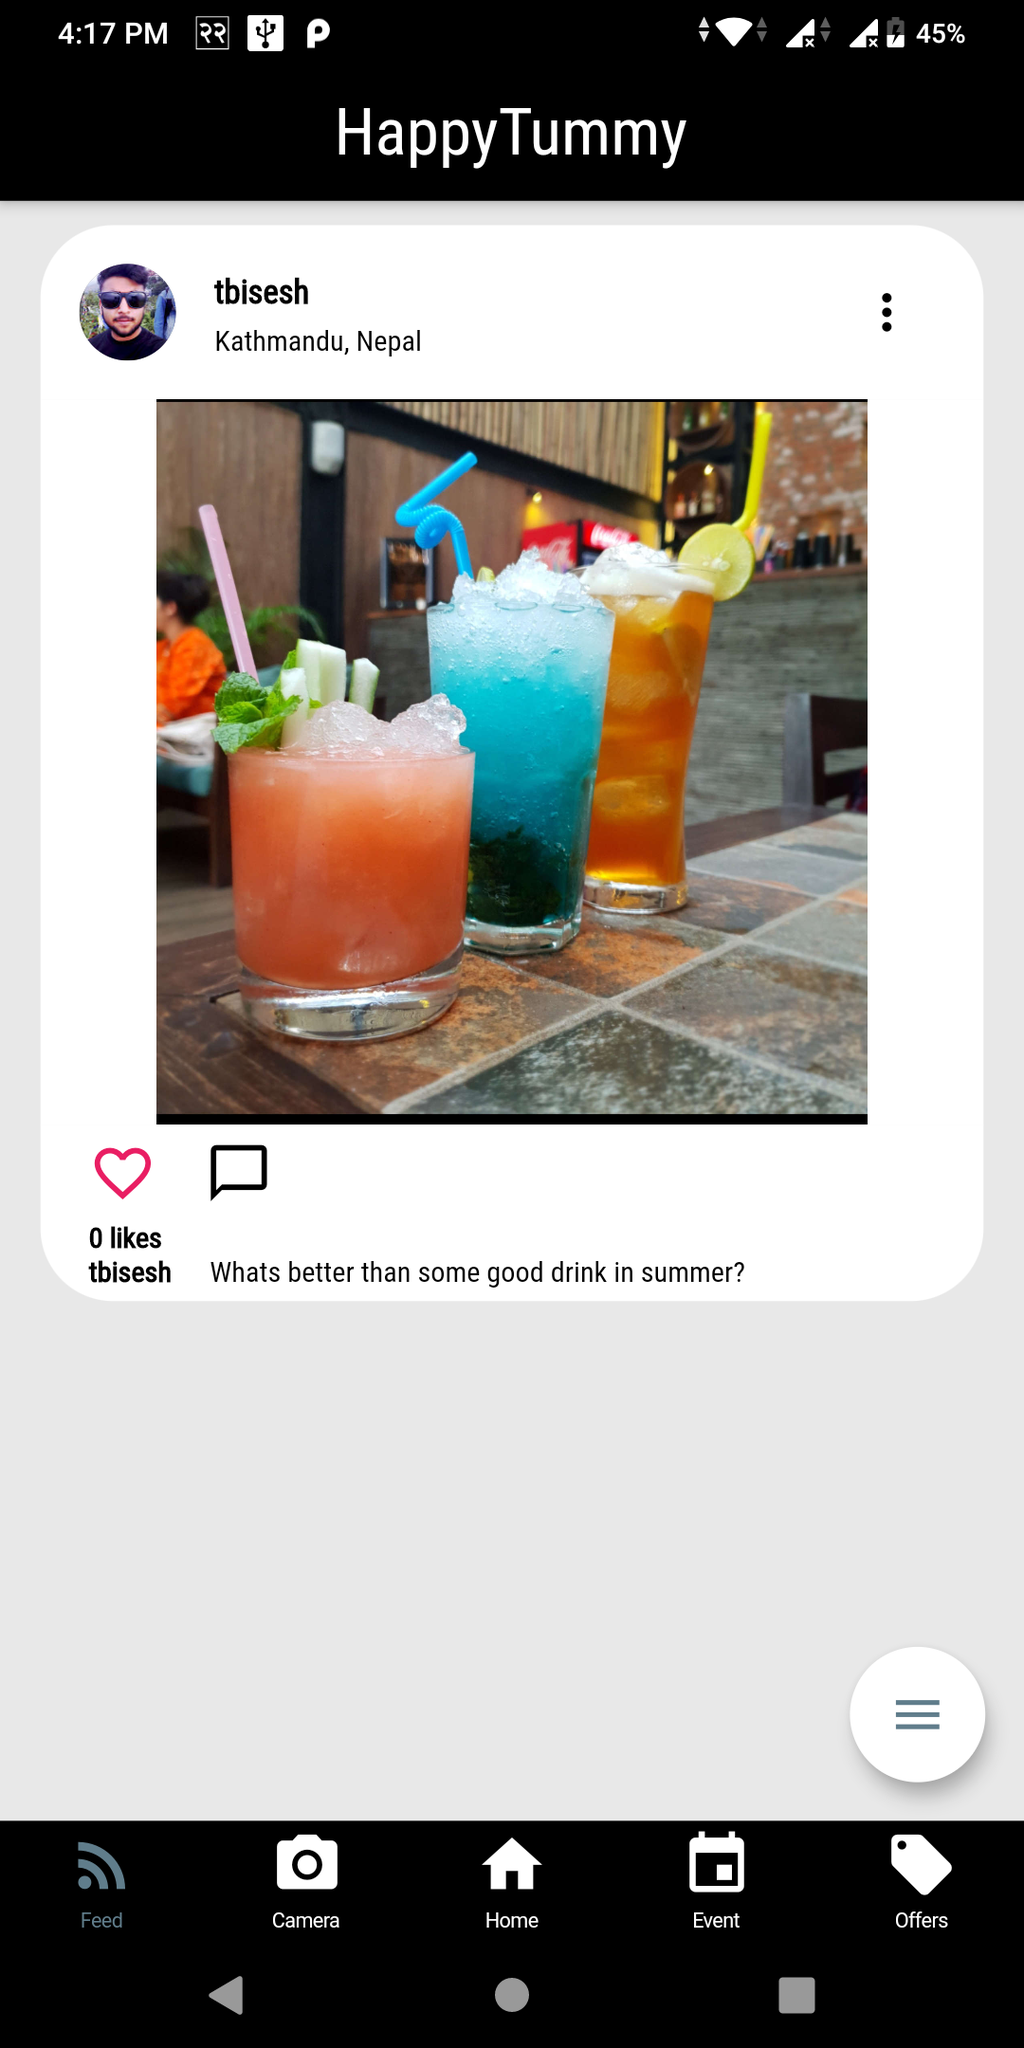 4:17 PM २२ 45%
HappyTummy
tbisesh
Kathmandu, Nepal
0 likes
tbisesh Whats better than some good drink in summer?
Feed Camera Home Event Offers